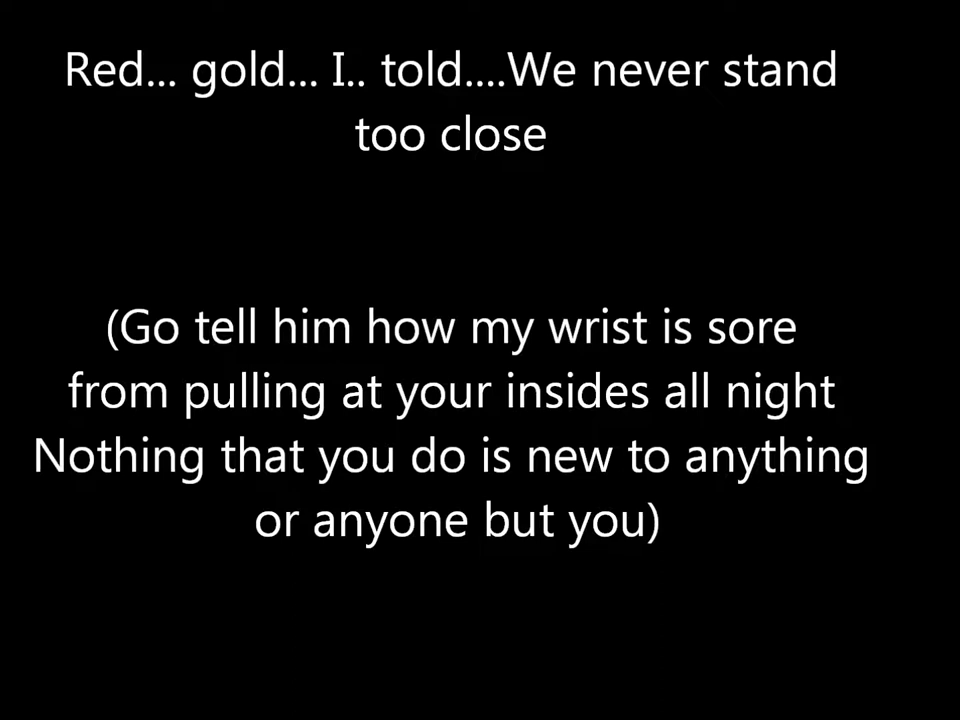 Red... gold... I.. told....We never stand
too close
(Go tell him how my wrist is sore
from pulling at your insides all night
Nothing that you do is new to anything
or anyone but you)